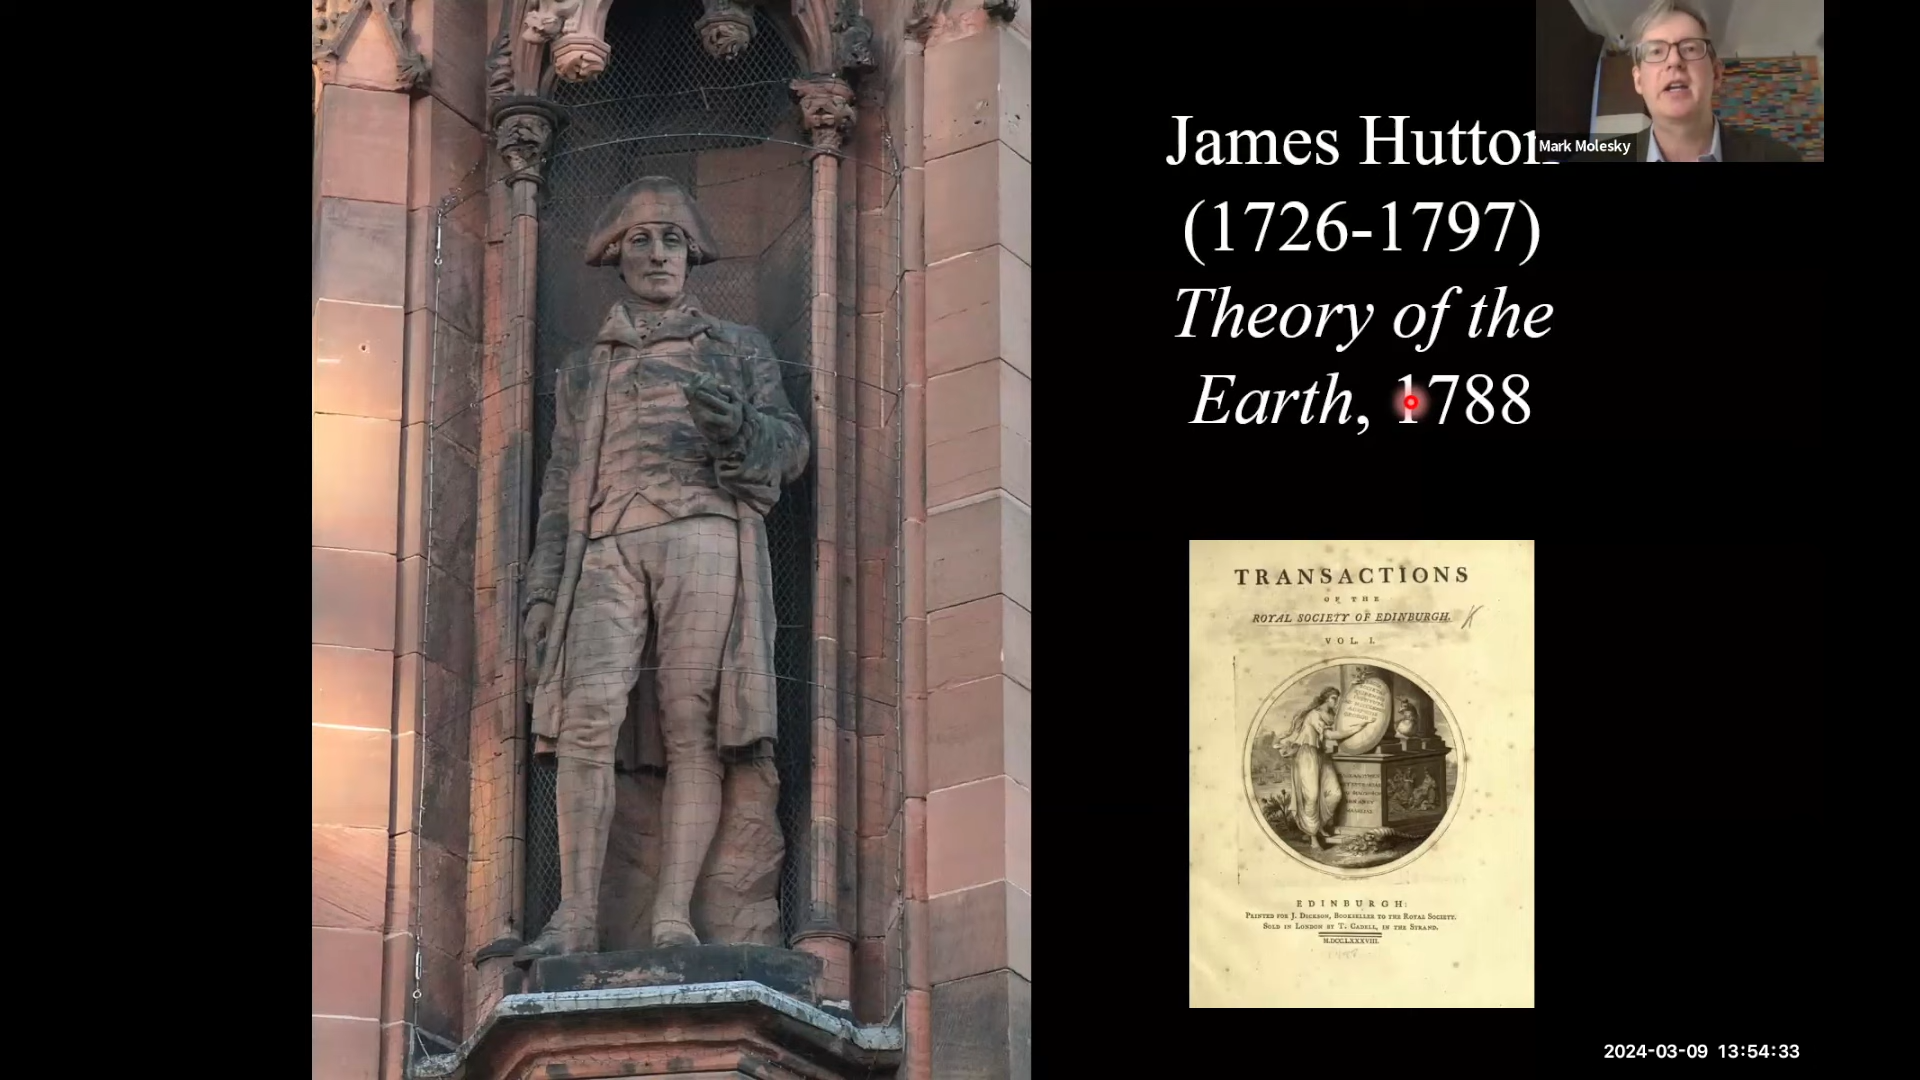 James Hutton
(1726-1797)
Theory of the
Earth, 1788
Mark Molesky
TRANSACTIONS
OF THE
ROYAL SOCIETY OF EDINBURGH.
VOL. I.
EDINBURGH:
PRINTED FOR J. DICKSON, BOOKSELLER TO THE ROYAL SOCIETY.
SOLD IN LONDON BY T. CADELL, IN THE STRAND.
M.DCC.LXXXVIII.
2024-03-09 13:54:33